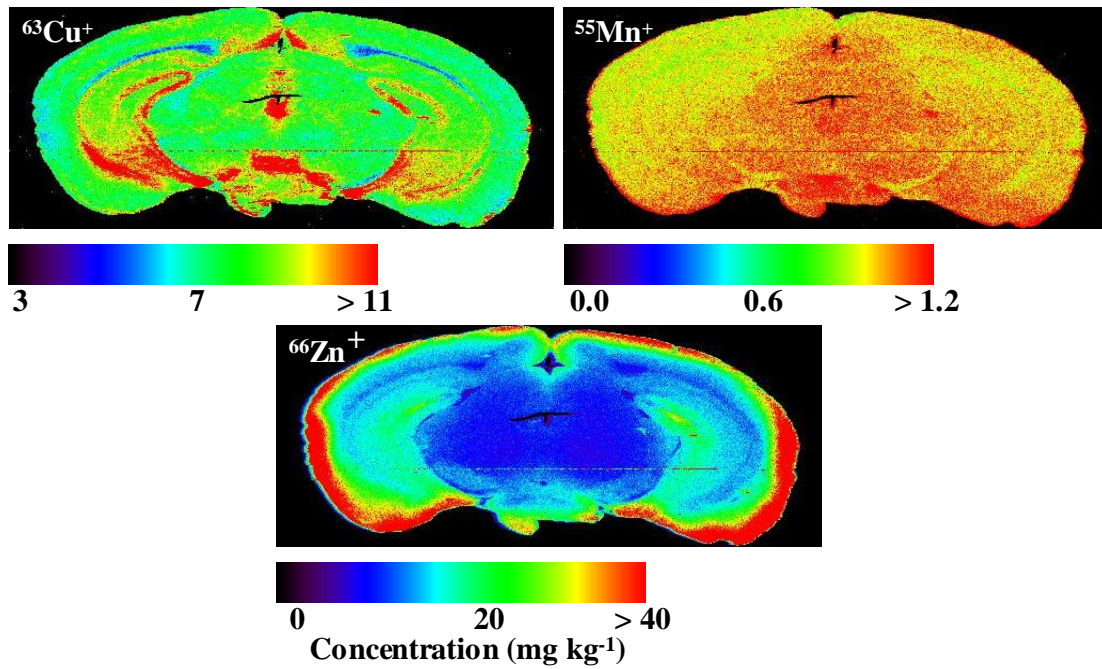 ⁶³Cu⁺ ⁵⁵Mn⁺
3 7 > 11 0.0 0.6 > 1.2
⁶⁶Zn⁺
0 20 > 40
Concentration (mg kg⁻¹)